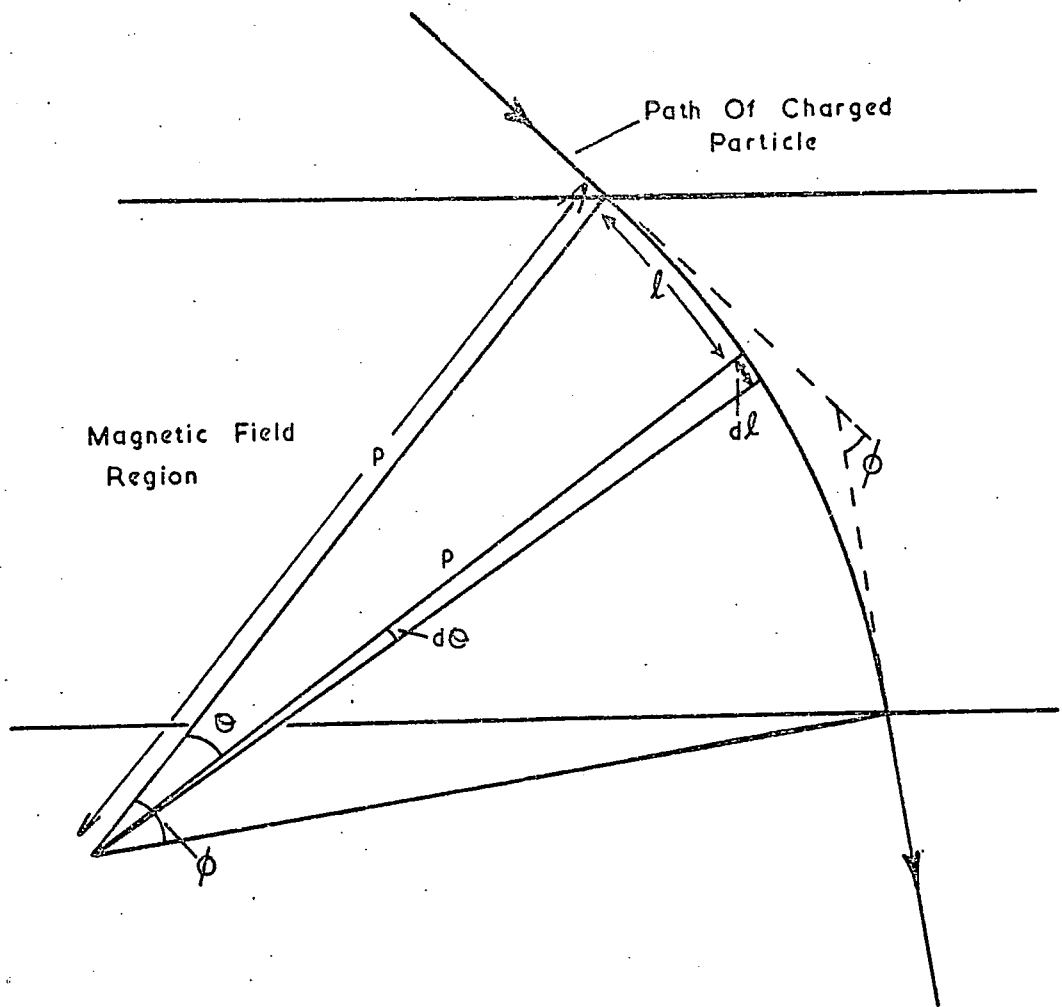 Path Of Charged
Particle
l
dl
Magnetic Field
Region
ρ
ϕ
ρ
dθ
θ
ϕ